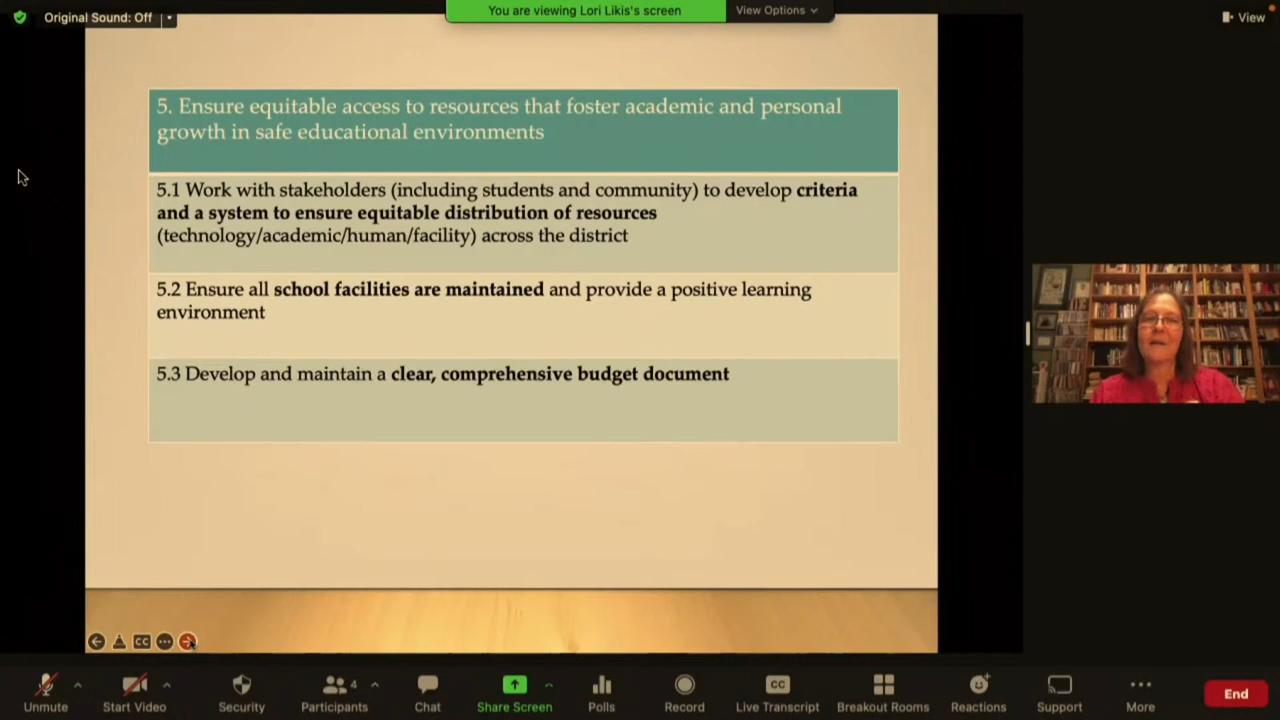 Original Sound: Off
You are viewing Lori Likis's screen
View Options
View
5. Ensure equitable access to resources that foster academic and personal
growth in safe educational environments
5.1 Work with stakeholders (including students and community) to develop criteria
and a system to ensure equitable distribution of resources
(technology/academic/human/facility) across the district
5.2 Ensure all school facilities are maintained and provide a positive learning
environment
5.3 Develop and maintain a clear, comprehensive budget document
CC
Unmute
Start Video
Security
4
Participants
Chat
Share Screen
Polls
Record
CC
Live Transcript
Breakout Rooms
Reactions
Support
More
End